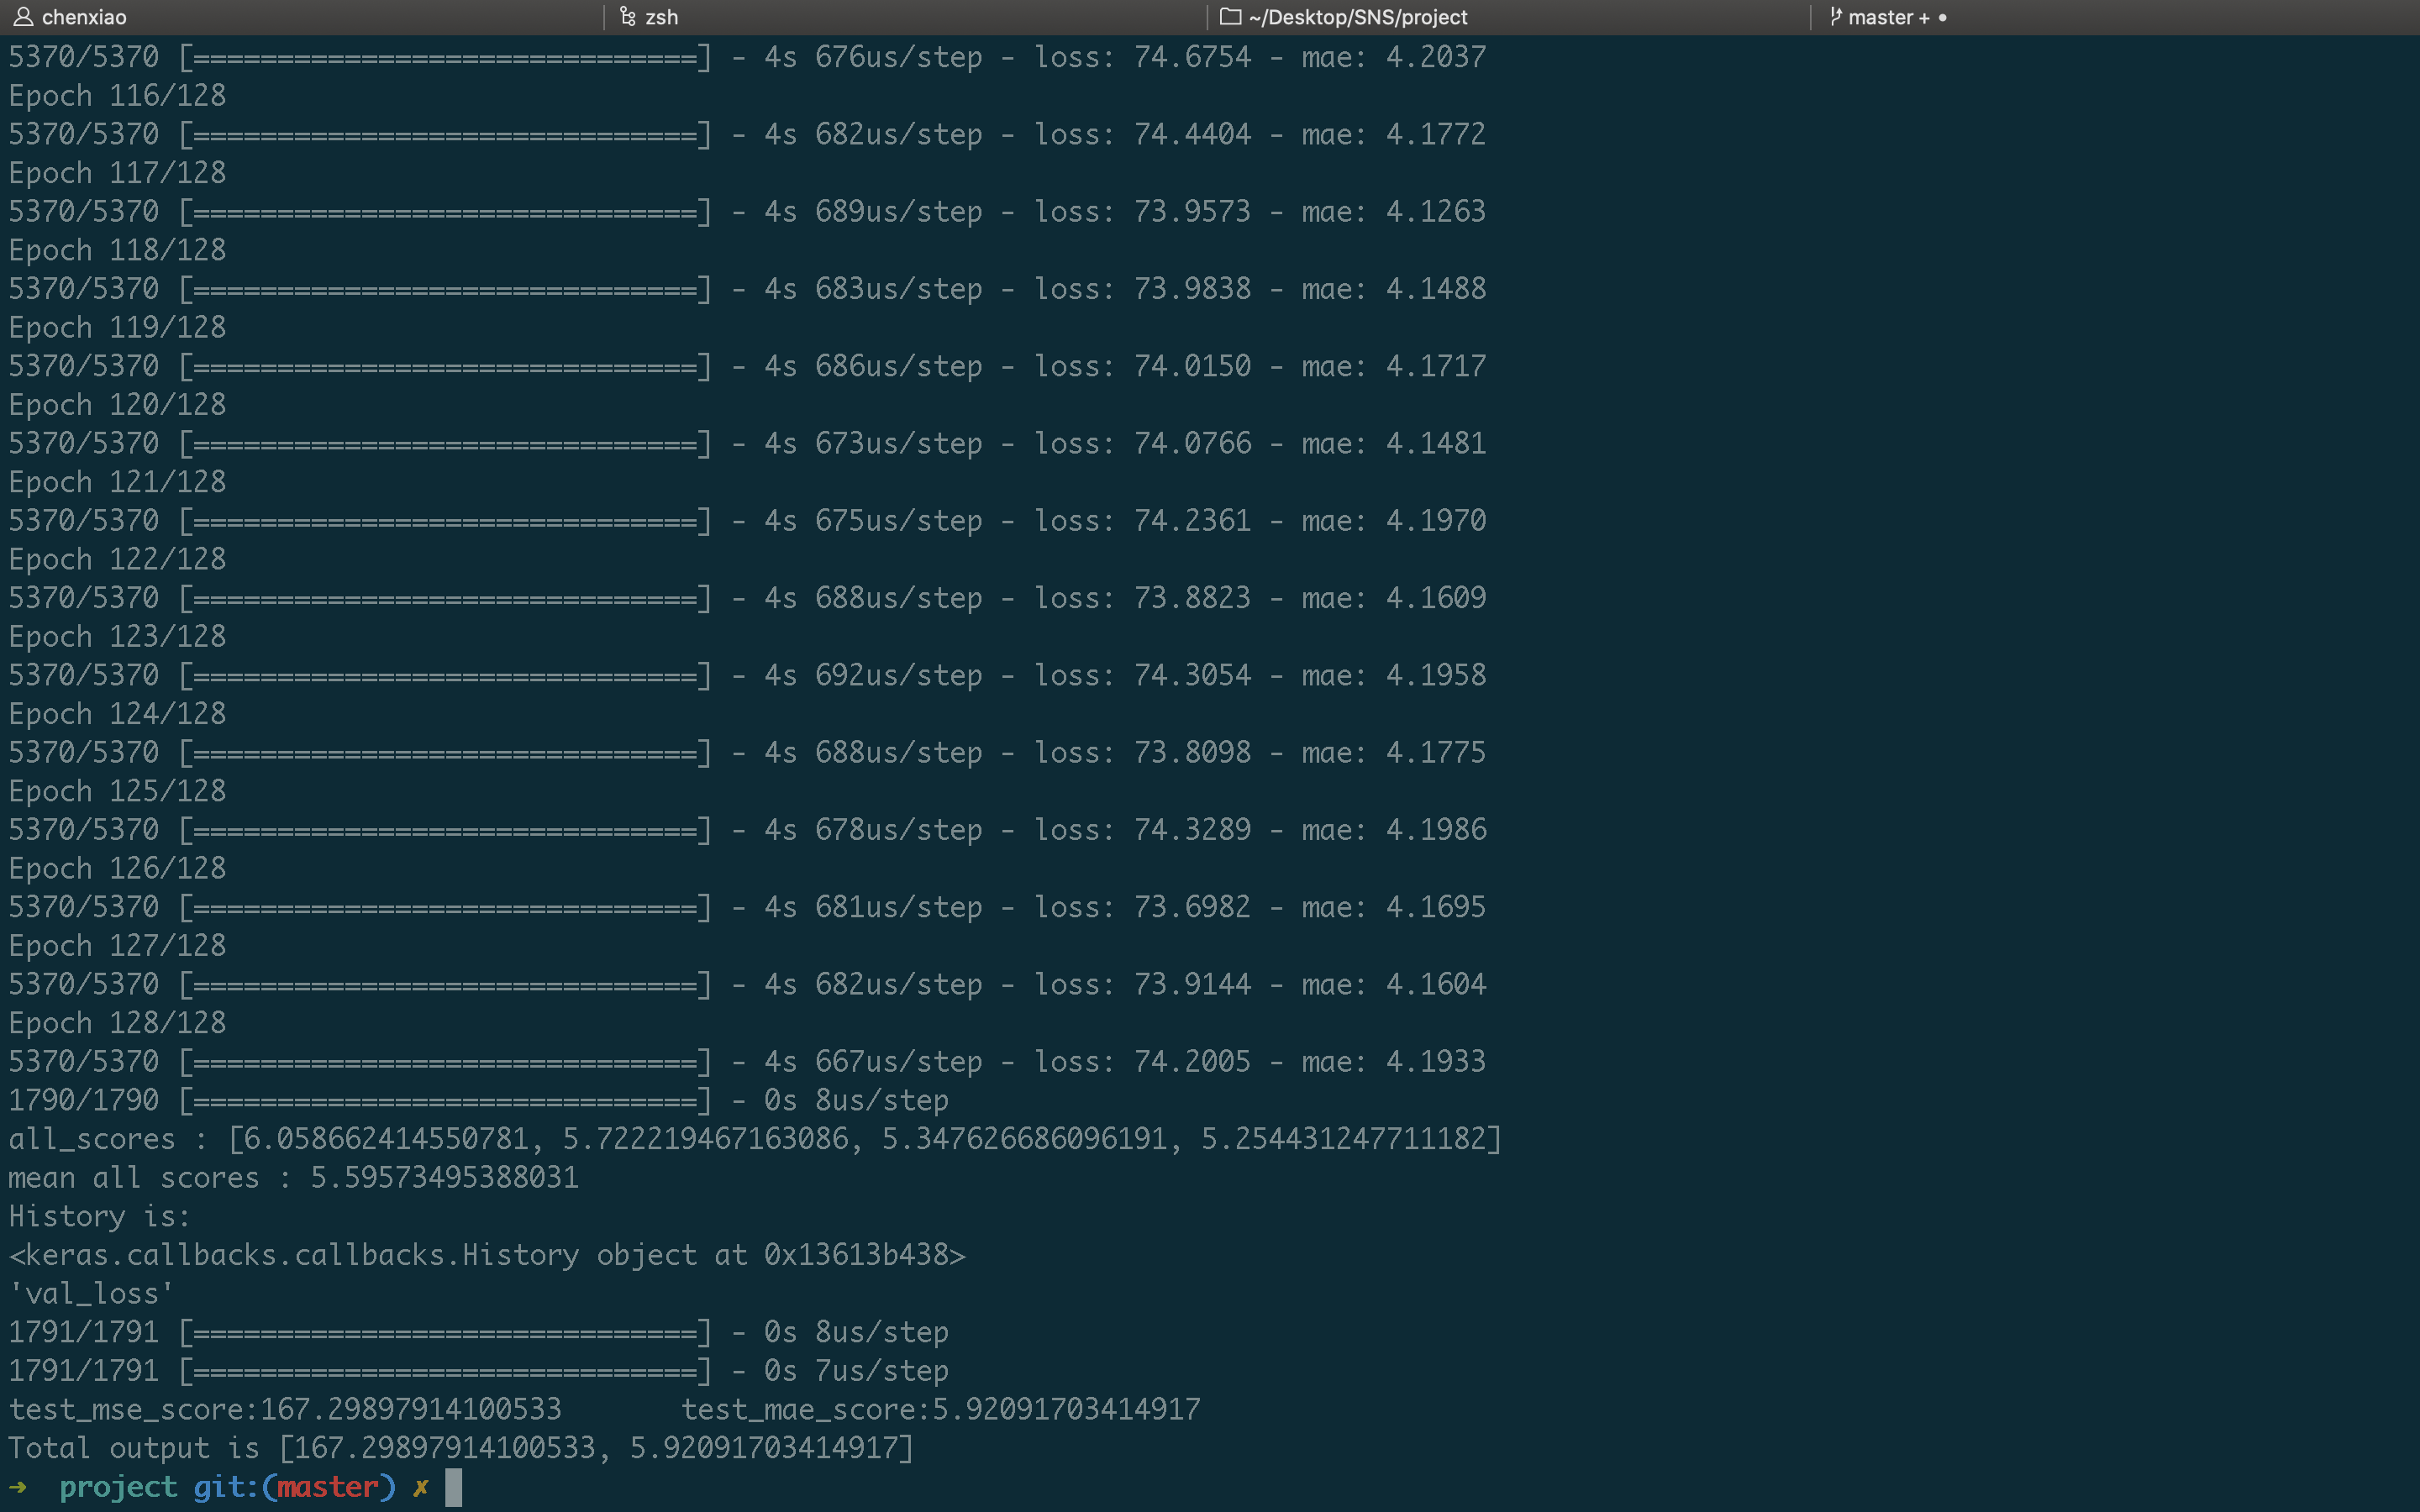 chenxiao zsh ~/Desktop/SNS/project master + •
5370/5370 [==============================] - 4s 676us/step - loss: 74.6754 - mae: 4.2037
Epoch 116/128
5370/5370 [==============================] - 4s 682us/step - loss: 74.4404 - mae: 4.1772
Epoch 117/128
5370/5370 [==============================] - 4s 689us/step - loss: 73.9573 - mae: 4.1263
Epoch 118/128
5370/5370 [==============================] - 4s 683us/step - loss: 73.9838 - mae: 4.1488
Epoch 119/128
5370/5370 [==============================] - 4s 686us/step - loss: 74.0150 - mae: 4.1717
Epoch 120/128
5370/5370 [==============================] - 4s 673us/step - loss: 74.0766 - mae: 4.1481
Epoch 121/128
5370/5370 [==============================] - 4s 675us/step - loss: 74.2361 - mae: 4.1970
Epoch 122/128
5370/5370 [==============================] - 4s 688us/step - loss: 73.8823 - mae: 4.1609
Epoch 123/128
5370/5370 [==============================] - 4s 692us/step - loss: 74.3054 - mae: 4.1958
Epoch 124/128
5370/5370 [==============================] - 4s 688us/step - loss: 73.8098 - mae: 4.1775
Epoch 125/128
5370/5370 [==============================] - 4s 678us/step - loss: 74.3289 - mae: 4.1986
Epoch 126/128
5370/5370 [==============================] - 4s 681us/step - loss: 73.6982 - mae: 4.1695
Epoch 127/128
5370/5370 [==============================] - 4s 682us/step - loss: 73.9144 - mae: 4.1604
Epoch 128/128
5370/5370 [==============================] - 4s 667us/step - loss: 74.2005 - mae: 4.1933
1790/1790 [==============================] - 0s 8us/step
all_scores : [6.058662414550781, 5.722219467163086, 5.347626686096191, 5.254431247711182]
mean all scores : 5.59573495388031
History is:
<keras.callbacks.callbacks.History object at 0x13613b438>
'val_loss'
1791/1791 [==============================] - 0s 8us/step
1791/1791 [==============================] - 0s 7us/step
test_mse_score:167.29897914100533 test_mae_score:5.92091703414917
Total output is [167.29897914100533, 5.92091703414917]
➜ project git:(master) ✗